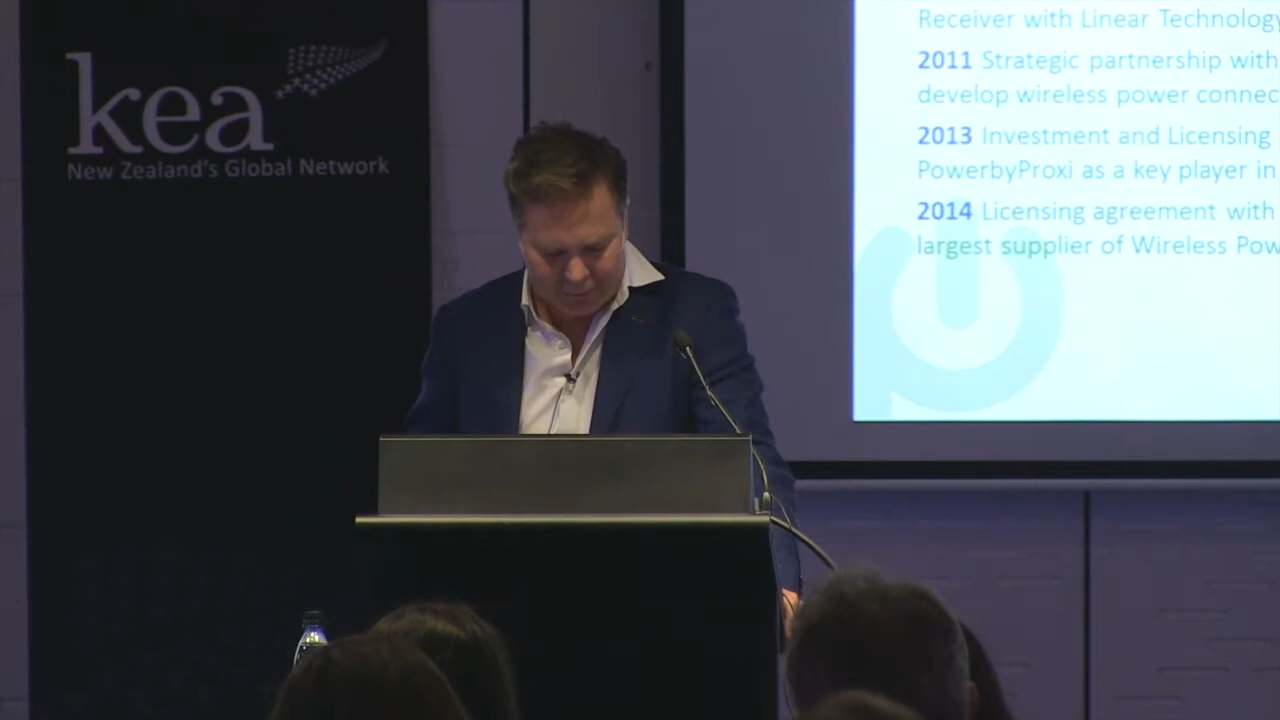 kea
New Zealand's Global Network
Receiver with Linear Technology
2011 Strategic partnership with
develop wireless power connec
2013 Investment and Licensing
PowerbyProxi as a key player in
2014 Licensing agreement with
largest supplier of Wireless Pow